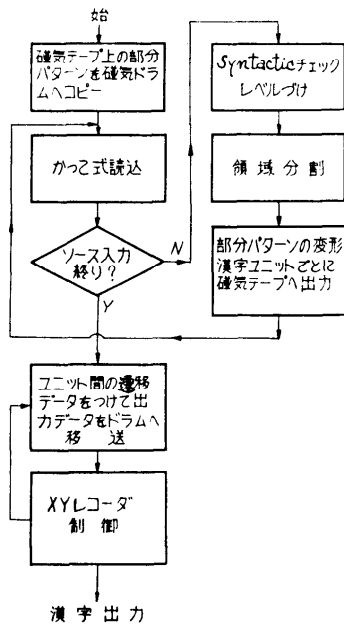 始
磁気テープ上の部分
パターンを磁気ドラム
へコピー
かって式読込
ソース入力
終り?
N
Y
Syntacticチェック
レベルづけ
領域分割
部分パターンの変形
漢字ユニットごとに
磁気テープへ出力
ユニット間の遷移
データをつけて出
力データをドラムへ
移送
XYレコーダ
制御
漢字出力